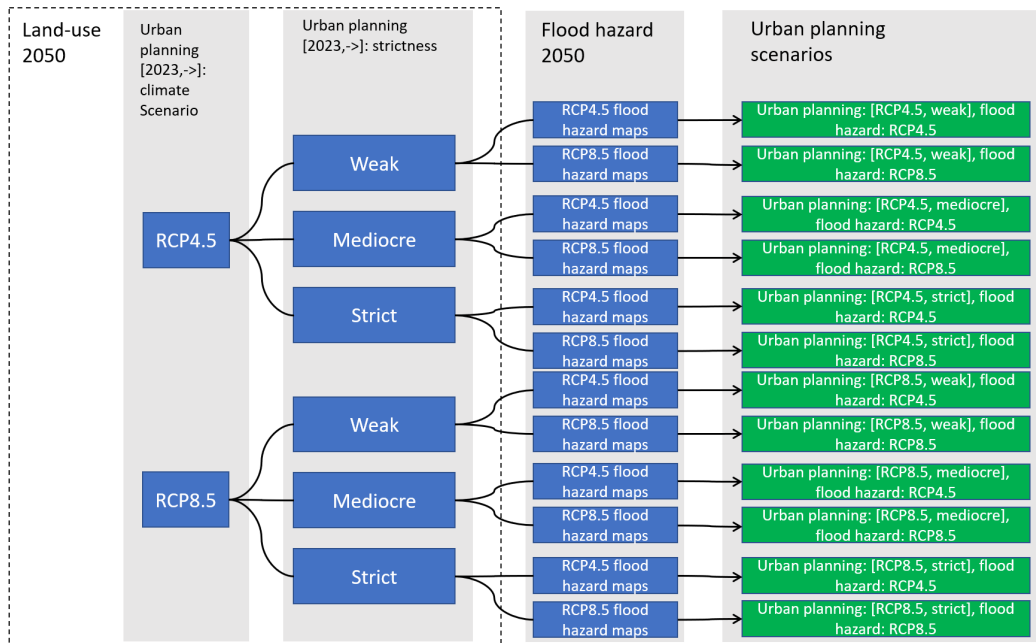 Land-use
2050
Urban
planning
[2023,->]:
climate
Scenario
Urban planning
[2023,->]: strictness
Flood hazard
2050
Urban planning
scenarios
RCP4.5
Weak
Mediocre
Strict
RCP8.5
Weak
Mediocre
Strict
RCP4.5 flood
hazard maps
RCP8.5 flood
hazard maps
RCP4.5 flood
hazard maps
RCP8.5 flood
hazard maps
RCP4.5 flood
hazard maps
RCP8.5 flood
hazard maps
RCP4.5 flood
hazard maps
RCP8.5 flood
hazard maps
RCP4.5 flood
hazard maps
RCP8.5 flood
hazard maps
RCP4.5 flood
hazard maps
RCP8.5 flood
hazard maps
Urban planning: [RCP4.5, weak], flood
hazard: RCP4.5
Urban planning: [RCP4.5, weak], flood
hazard: RCP8.5
Urban planning: [RCP4.5, mediocre],
flood hazard: RCP4.5
Urban planning: [RCP4.5, mediocre],
flood hazard: RCP8.5
Urban planning: [RCP4.5, strict], flood
hazard: RCP4.5
Urban planning: [RCP4.5, strict], flood
hazard: RCP8.5
Urban planning: [RCP8.5, weak], flood
hazard: RCP4.5
Urban planning: [RCP8.5, weak], flood
hazard: RCP8.5
Urban planning: [RCP8.5, mediocre],
flood hazard: RCP4.5
Urban planning: [RCP8.5, mediocre],
flood hazard: RCP8.5
Urban planning: [RCP8.5, strict], flood
hazard: RCP4.5
Urban planning: [RCP8.5, strict], flood
hazard: RCP8.5